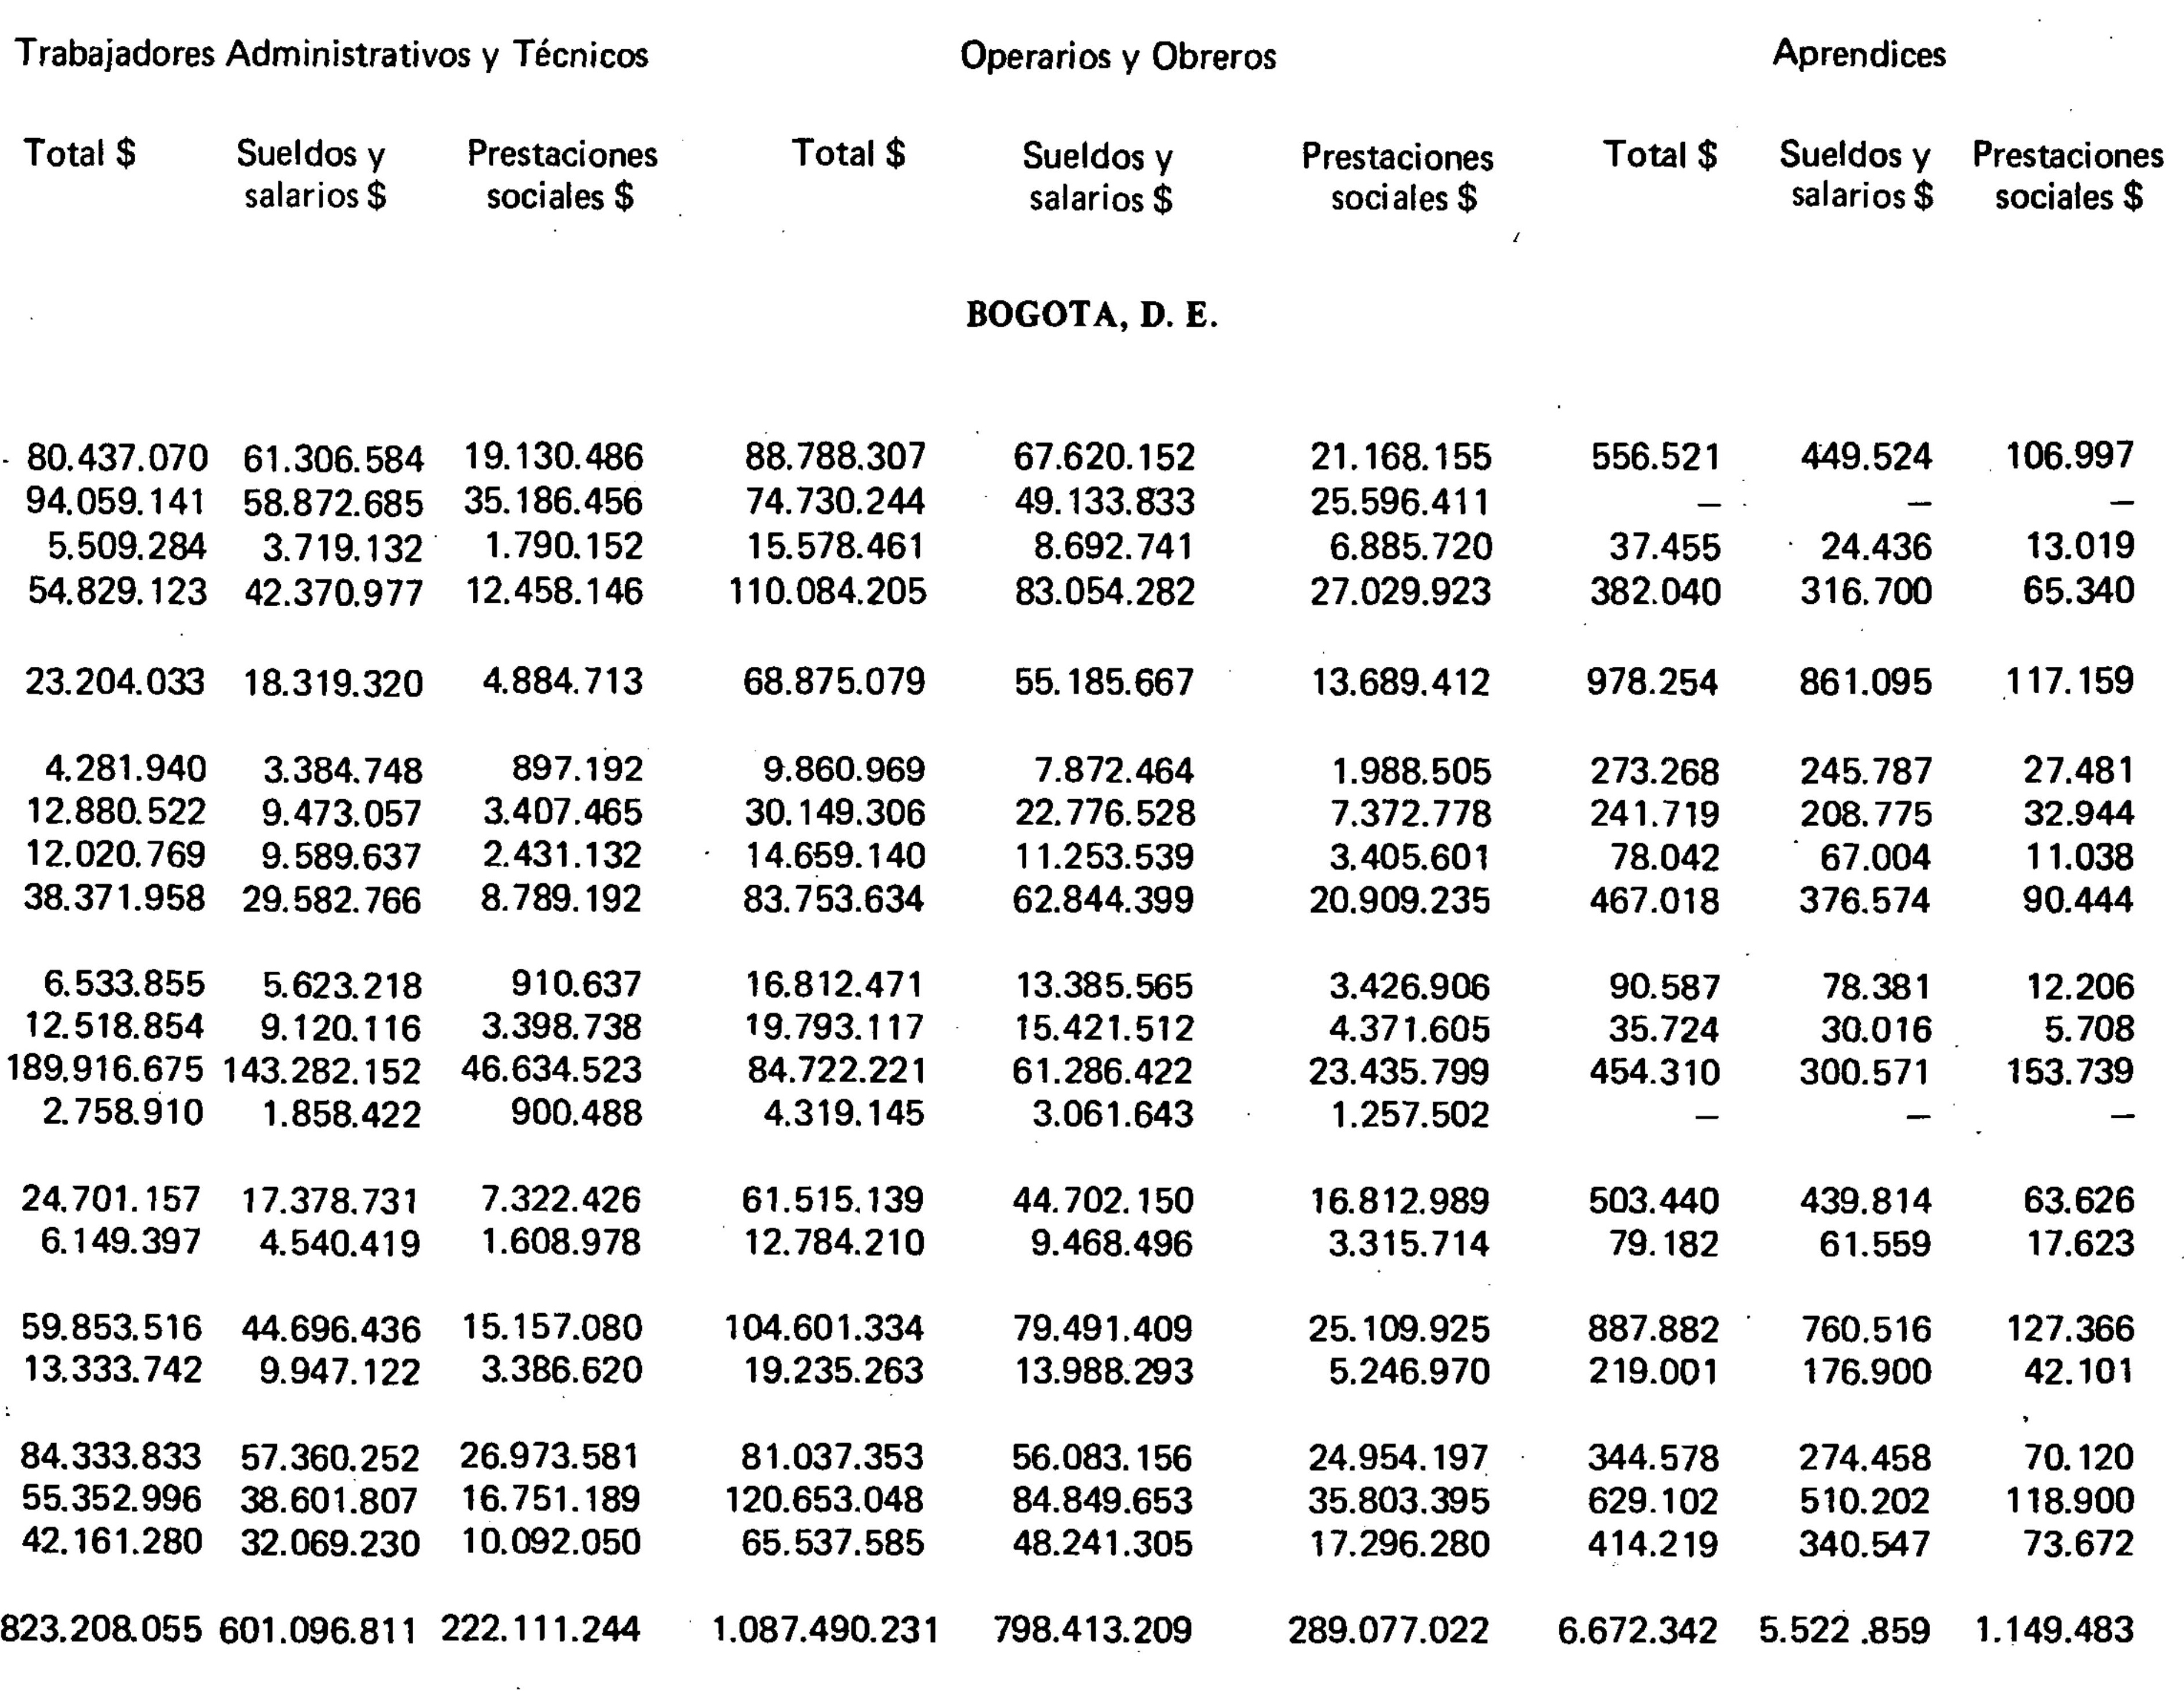 Trabajadores Administrativos y Técnicos Operarios y Obreros Aprendices
Total $ Sueldos y Prestaciones Total $ Sueldos y Prestaciones Total $ Sueldos y Prestaciones
salarios $ sociales $ salarios $ sociales $ salarios $ sociales $
BOGOTA, D. E.
80.437.070 61.306.584 19.130.486 88.788.307 67.620.152 21.168.155 556.521 449.524 106.997
94.059.141 58.872.685 35.186.456 74.730.244 49.133.833 25.596.411 — — —
5.509.284 3.719.132 1.790.152 15.578.461 8.692.741 6.885.720 37.455 24.436 13.019
54.829.123 42.370.977 12.458.146 110.084.205 83.054.282 27.029.923 382.040 316.700 65.340
23.204.033 18.319.320 4.884.713 68.875.079 55.185.667 13.689.412 978.254 861.095 117.159
4.281.940 3.384.748 897.192 9.860.969 7.872.464 1.988.505 273.268 245.787 27.481
12.880.522 9.473.057 3.407.465 30.149.306 22.776.528 7.372.778 241.719 208.775 32.944
12.020.769 9.589.637 2.431.132 14.659.140 11.253.539 3.405.601 78.042 67.004 11.038
38.371.958 29.582.766 8.789.192 83.753.634 62.844.399 20.909.235 467.018 376.574 90.444
6.533.855 5.623.218 910.637 16.812.471 13.385.565 3.426.906 90.587 78.381 12.206
12.518.854 9.120.116 3.398.738 19.793.117 15.421.512 4.371.605 35.724 30.016 5.708
189.916.675 143.282.152 46.634.523 84.722.221 61.286.422 23.435.799 454.310 300.571 153.739
2.758.910 1.858.422 900.488 4.319.145 3.061.643 1.257.502 — — —
24.701.157 17.378.731 7.322.426 61.515.139 44.702.150 16.812.989 503.440 439.814 63.626
6.149.397 4.540.419 1.608.978 12.784.210 9.468.496 3.315.714 79.182 61.559 17.623
59.853.516 44.696.436 15.157.080 104.601.334 79.491.409 25.109.925 887.882 760.516 127.366
13.333.742 9.947.122 3.386.620 19.235.263 13.988.293 5.246.970 219.001 176.900 42.101
84.333.833 57.360.252 26.973.581 81.037.353 56.083.156 24.954.197 344.578 274.458 70.120
55.352.996 38.601.807 16.751.189 120.653.048 84.849.653 35.803.395 629.102 510.202 118.900
42.161.280 32.069.230 10.092.050 65.537.585 48.241.305 17.296.280 414.219 340.547 73.672
823.208.055 601.096.811 222.111.244 1.087.490.231 798.413.209 289.077.022 6.672.342 5.522.859 1.149.483